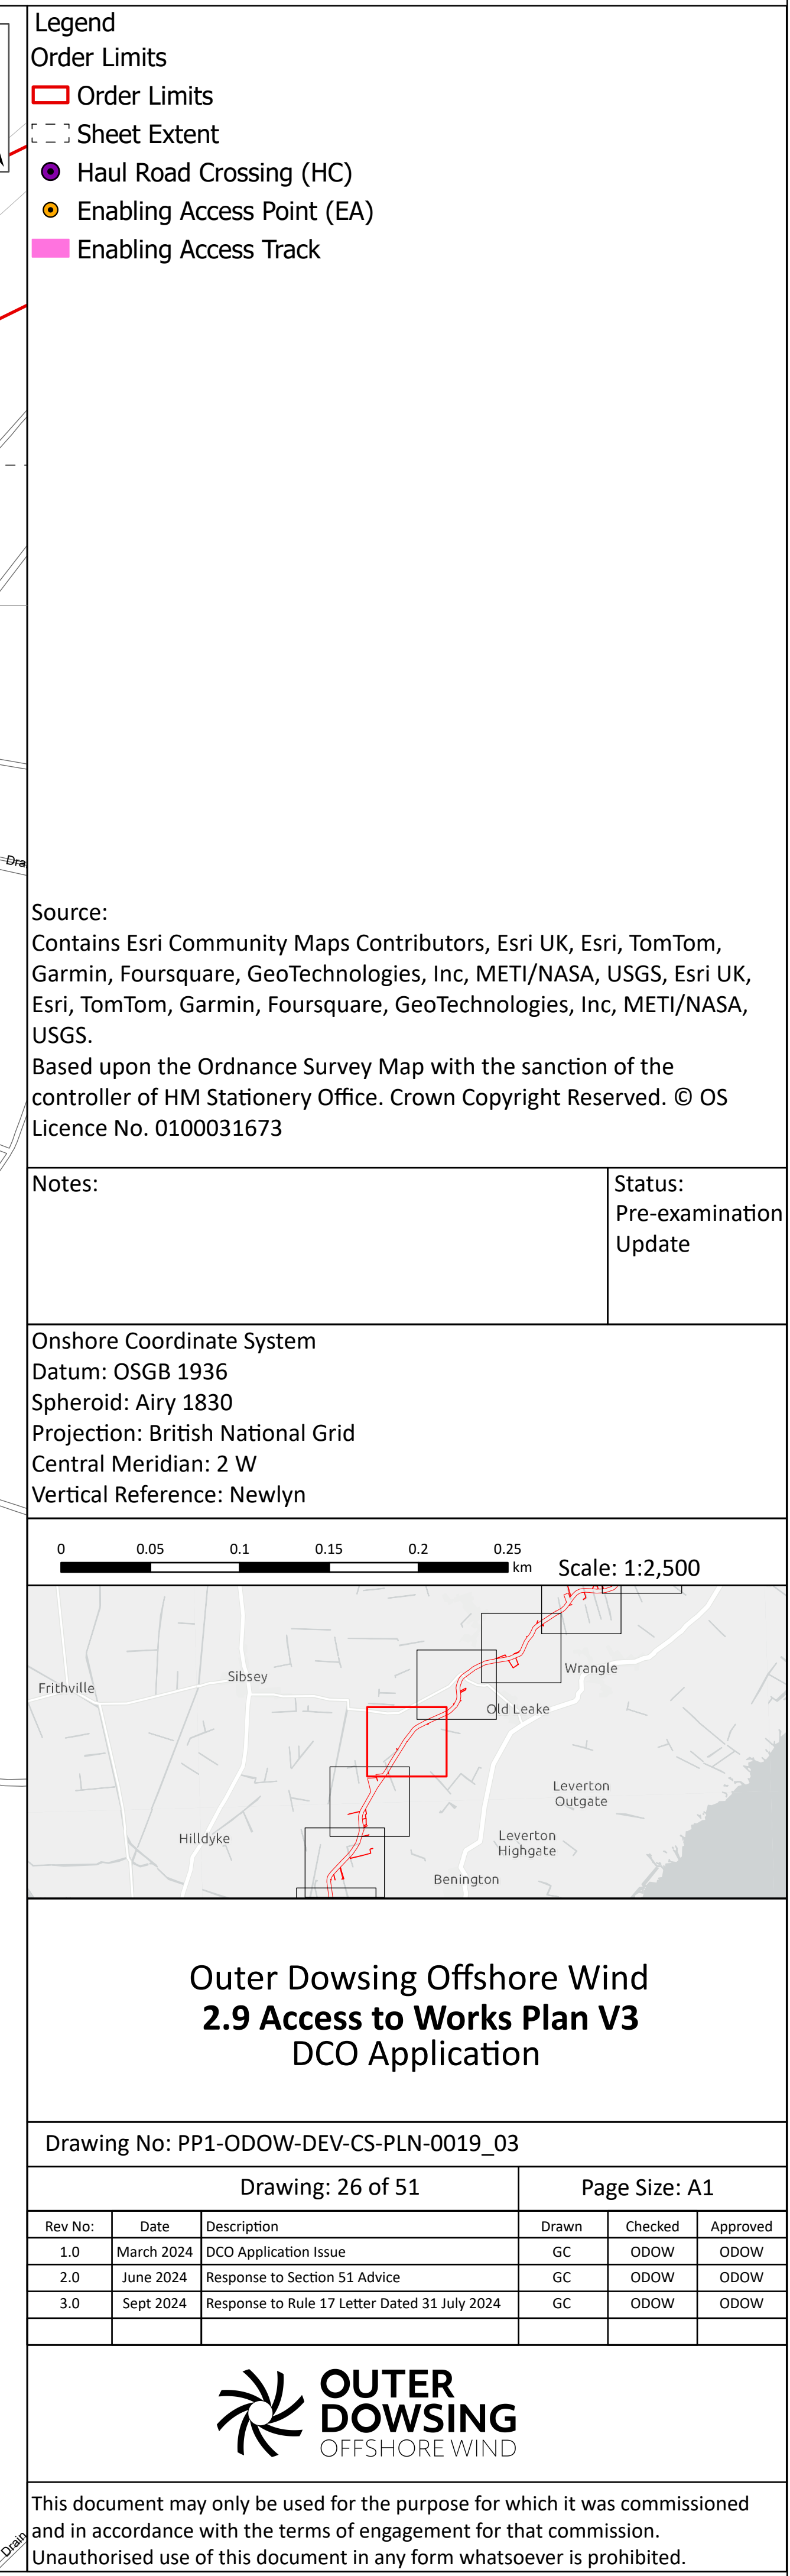 Legend
Order Limits
Order Limits
Sheet Extent
Haul Road Crossing (HC)
Enabling Access Point (EA)
Enabling Access Track
Dra
Source:
Contains Esri Community Maps Contributors, Esri UK, Esri, TomTom,
Garmin, Foursquare, GeoTechnologies, Inc, METI/NASA, USGS, Esri UK,
Esri, TomTom, Garmin, Foursquare, GeoTechnologies, Inc, METI/NASA,
USGS.
Based upon the Ordnance Survey Map with the sanction of the
controller of HM Stationery Office. Crown Copyright Reserved. © OS
Licence No. 0100031673
Notes:
Status:
Pre-examination
Update
Onshore Coordinate System
Datum: OSGB 1936
Spheroid: Airy 1830
Projection: British National Grid
Central Meridian: 2 W
Vertical Reference: Newlyn
0 0.05 0.1 0.15 0.2 0.25 km Scale: 1:2,500
Wrangle
Sibsey
Frithville
Old Leake
Leverton
Outgate
Hilldyke
Leverton
Highgate
Benington
Outer Dowsing Offshore Wind
2.9 Access to Works Plan V3
DCO Application
Drawing No: PP1-ODOW-DEV-CS-PLN-0019_03
Drawing: 26 of 51 Page Size: A1
Rev No: Date Description Drawn Checked Approved
1.0 March 2024 DCO Application Issue GC ODOW ODOW
2.0 June 2024 Response to Section 51 Advice GC ODOW ODOW
3.0 Sept 2024 Response to Rule 17 Letter Dated 31 July 2024 GC ODOW ODOW
OUTER
DOWSING
OFFSHORE WIND
Drain
This document may only be used for the purpose for which it was commissioned
and in accordance with the terms of engagement for that commission.
Unauthorised use of this document in any form whatsoever is prohibited.